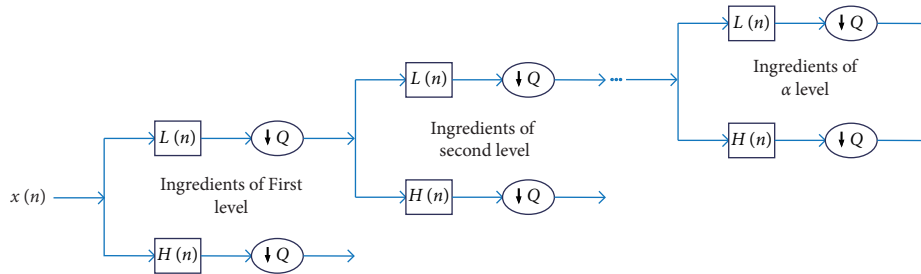 L (n)
↓ Q
Ingredients of
α level
H (n)
↓ Q
L (n)
↓ Q
...
Ingredients of
second level
H (n)
↓ Q
x (n)
L (n)
↓ Q
Ingredients of First
level
H (n)
↓ Q